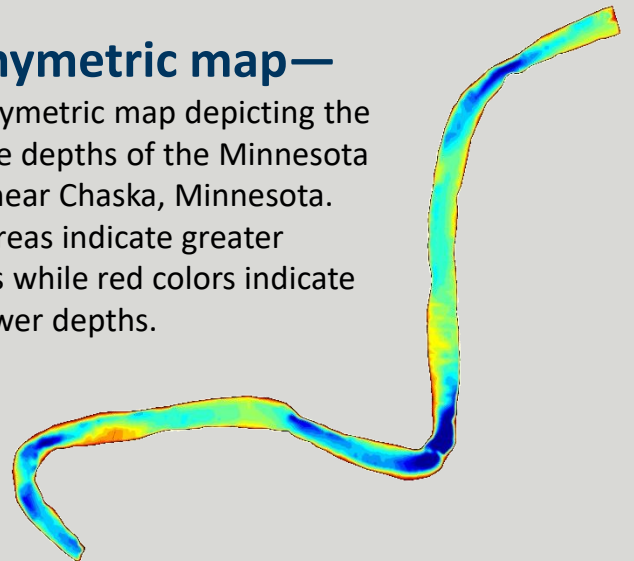 hymetric map—
ymetric map depicting the
e depths of the Minnesota
near Chaska, Minnesota.
reas indicate greater
s while red colors indicate
wer depths.